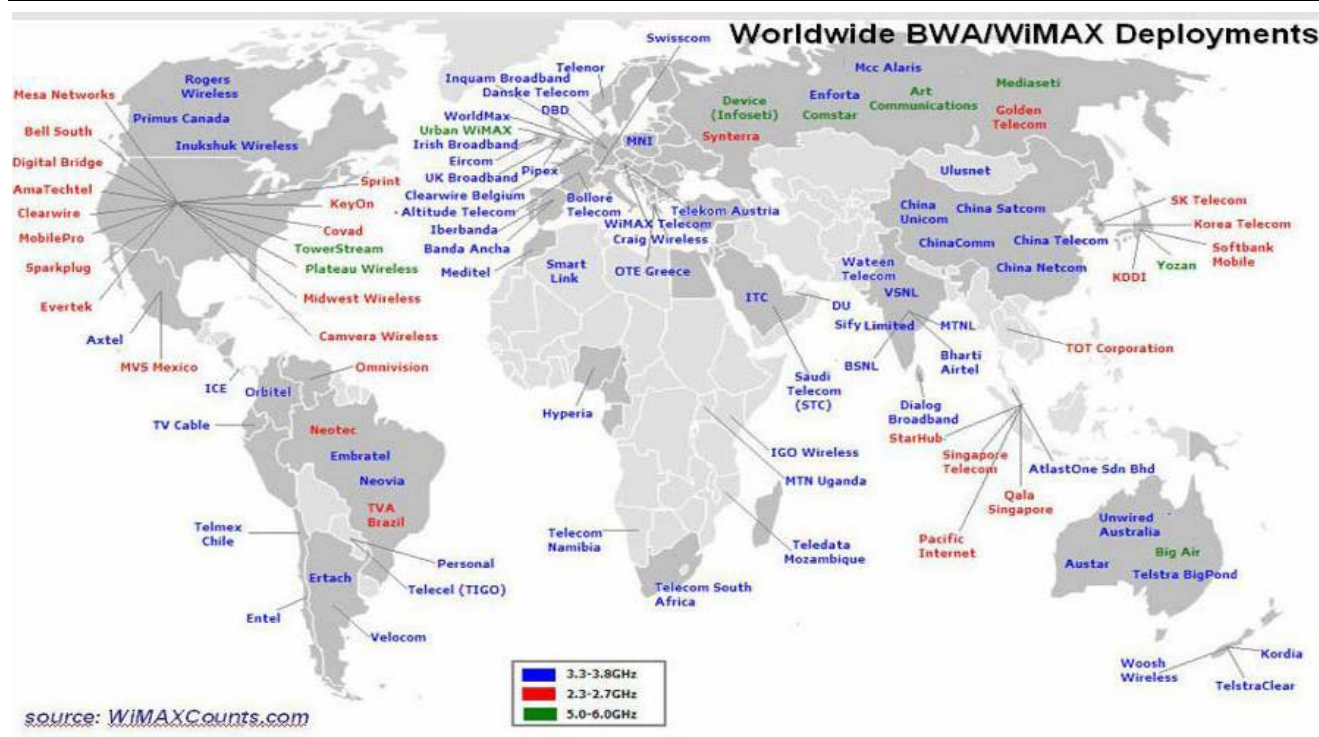 Worldwide BWA/WiMAX Deployments
Mesa Networks
Bell South
Digital Bridge
AmaTechtel
Clearwire
MobilePro
Sparkplug
Evertek
Rogers
Wireless
Primus Canada
Inukshuk Wireless
Sprint
KeyOn
Covad
TowerStream
Plateau Wireless
Midwest Wireless
Camvera Wireless
Axtel
MVS Mexico
ICE
Orbitel
Omnivision
TV Cable
Neotec
Embratel
Neovia
TVA
Brazil
Telmex
Chile
Personal
Ertach
Telecel (TIGO)
Entel
Velocom
Swisscom
Telenor
Inquam Broadband
Danske Telecom
DBD
WorldMax
Urban WiMAX
Irish Broadband
Eircom
UK Broadband
Pipex
Clearwire Belgium
Altitude Telecom
Iberbanda
Banda Ancha
Meditel
Bolloré
Telecom
MNI
Telekom Austria
WiMAX Telecom
Craig Wireless
OTE Greece
Smart
Link
Hyperia
IGO Wireless
MTN Uganda
Telecom
Namibia
Teledata
Mozambique
Telecom South
Africa
Mcc Alaris
Enforta
Device
(Infoseti)
Comstar
Art
Communications
Mediaseti
Golden
Telecom
Synterra
Ulusnet
China
Unicom
China Satcom
ChinaComm
China Telecom
China Netcom
SK Telecom
Korea Telecom
Softbank
Mobile
Yozan
KDDI
Wateen
Telecom
VSNL
ITC
DU
Sify Limited
MTNL
BSNL
Bharti
Airtel
Saudi
Telecom
(STC)
Dialog
Broadband
TOT Corporation
StarHub
Singapore
Telecom
AtlastOne Sdn Bhd
Qala
Singapore
Pacific
Internet
Unwired
Australia
Big Air
Austar
Telstra BigPond
Woosh
Wireless
Kordia
TelstraClear
3.3-3.8GHz
2.3-2.7GHz
5.0-6.0GHz
source: WiMAXCounts.com